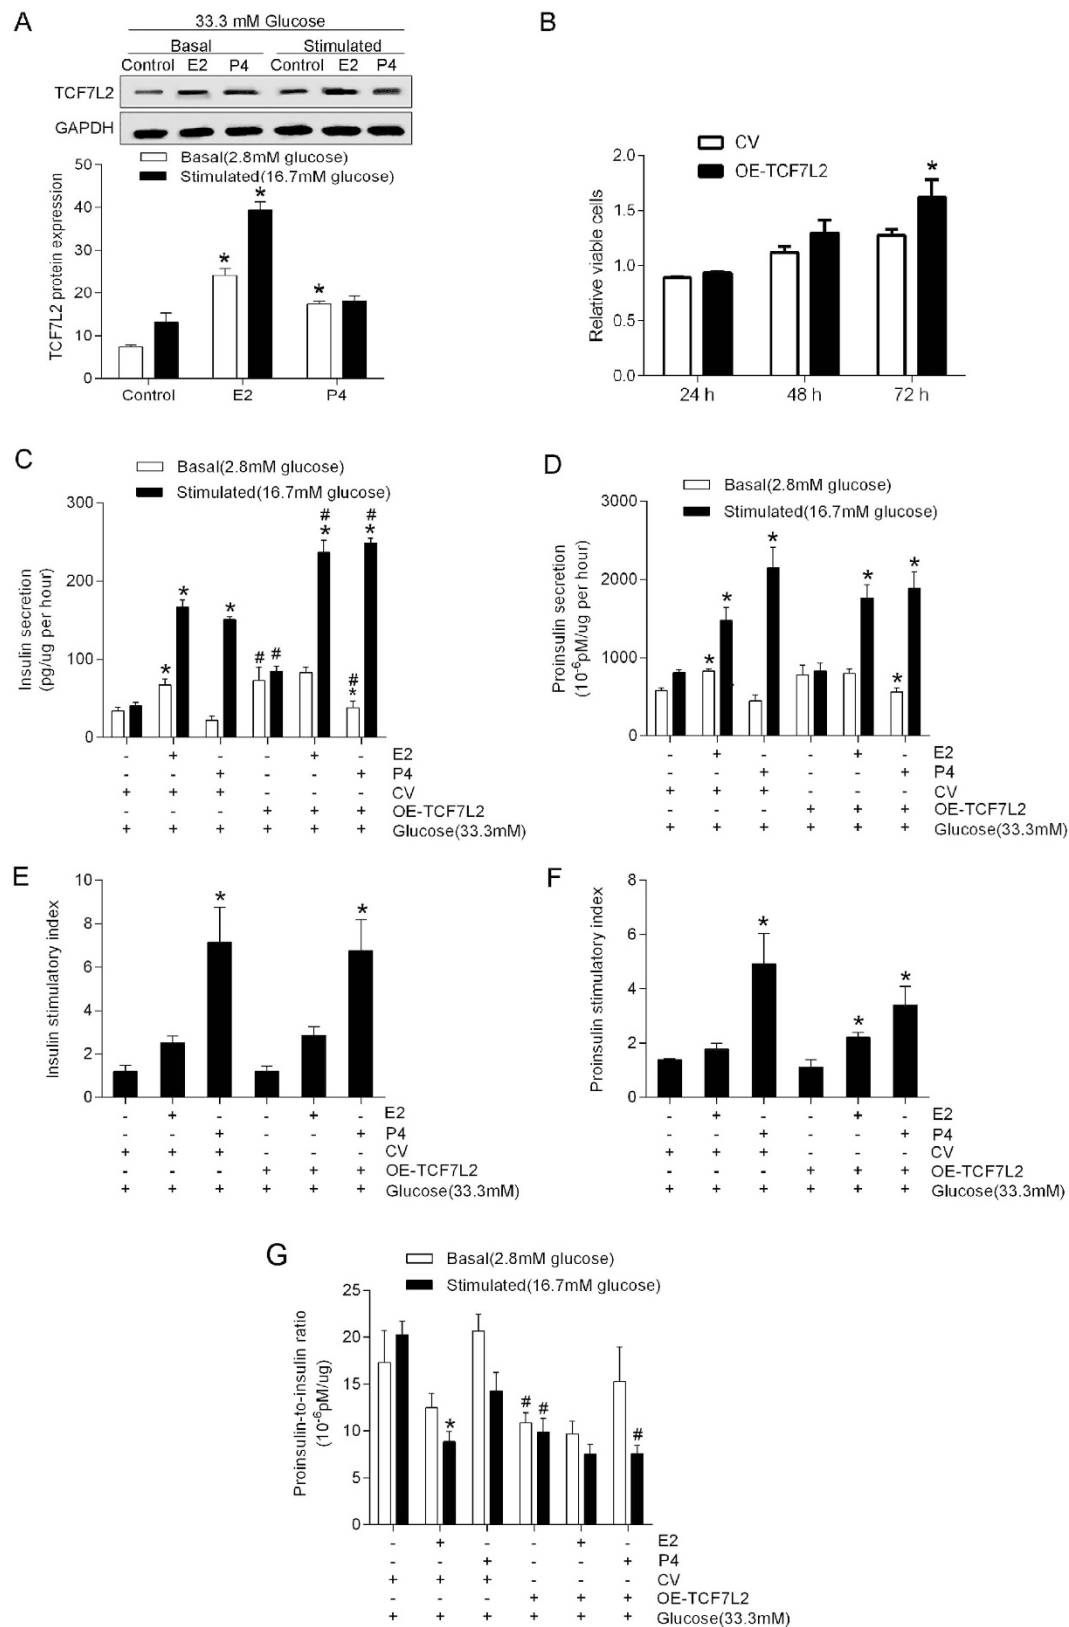 A
33.3 mM Glucose
Basal Stimulated
Control E2 P4 Control E2 P4
TCF7L2
GAPDH
Basal(2.8mM glucose)
Stimulated(16.7mM glucose)
TCF7L2 protein expression
50
40
30
20
10
0
* * *
Control E2 P4
B
CV
OE-TCF7L2
Relative viable cells
2.0
1.5
1.0
0.5
0.0
*
24 h 48 h 72 h
C
Basal(2.8mM glucose)
Stimulated(16.7mM glucose)
Insulin secretion
(pg/ug per hour)
300
200
100
0
* * * # # # * # * # *
- + - - + - E2
- - + - - + P4
+ + + - - - CV
- - - + + + OE-TCF7L2
+ + + + + + Glucose(33.3mM)
D
Basal(2.8mM glucose)
Stimulated(16.7mM glucose)
Proinsulin secretion
(10-6pM/ug per hour)
3000
2000
1000
0
* * * * * *
- + - - + - E2
- - + - - + P4
+ + + - - - CV
- - - + + + OE-TCF7L2
+ + + + + + Glucose(33.3mM)
E
Insulin stimulatory index
10
8
6
4
2
0
* *
- + - - + - E2
- - + - - + P4
+ + + - - - CV
- - - + + + OE-TCF7L2
+ + + + + + Glucose(33.3mM)
F
Proinsulin stimulatory index
8
6
4
2
0
* * *
- + - - + - E2
- - + - - + P4
+ + + - - - CV
- - - + + + OE-TCF7L2
+ + + + + + Glucose(33.3mM)
G
Basal(2.8mM glucose)
Stimulated(16.7mM glucose)
Proinsulin-to-insulin ratio
(10-6pM/ug)
25
20
15
10
5
0
* # # #
- + - - + - E2
- - + - - + P4
+ + + - - - CV
- - - + + + OE-TCF7L2
+ + + + + + Glucose(33.3mM)